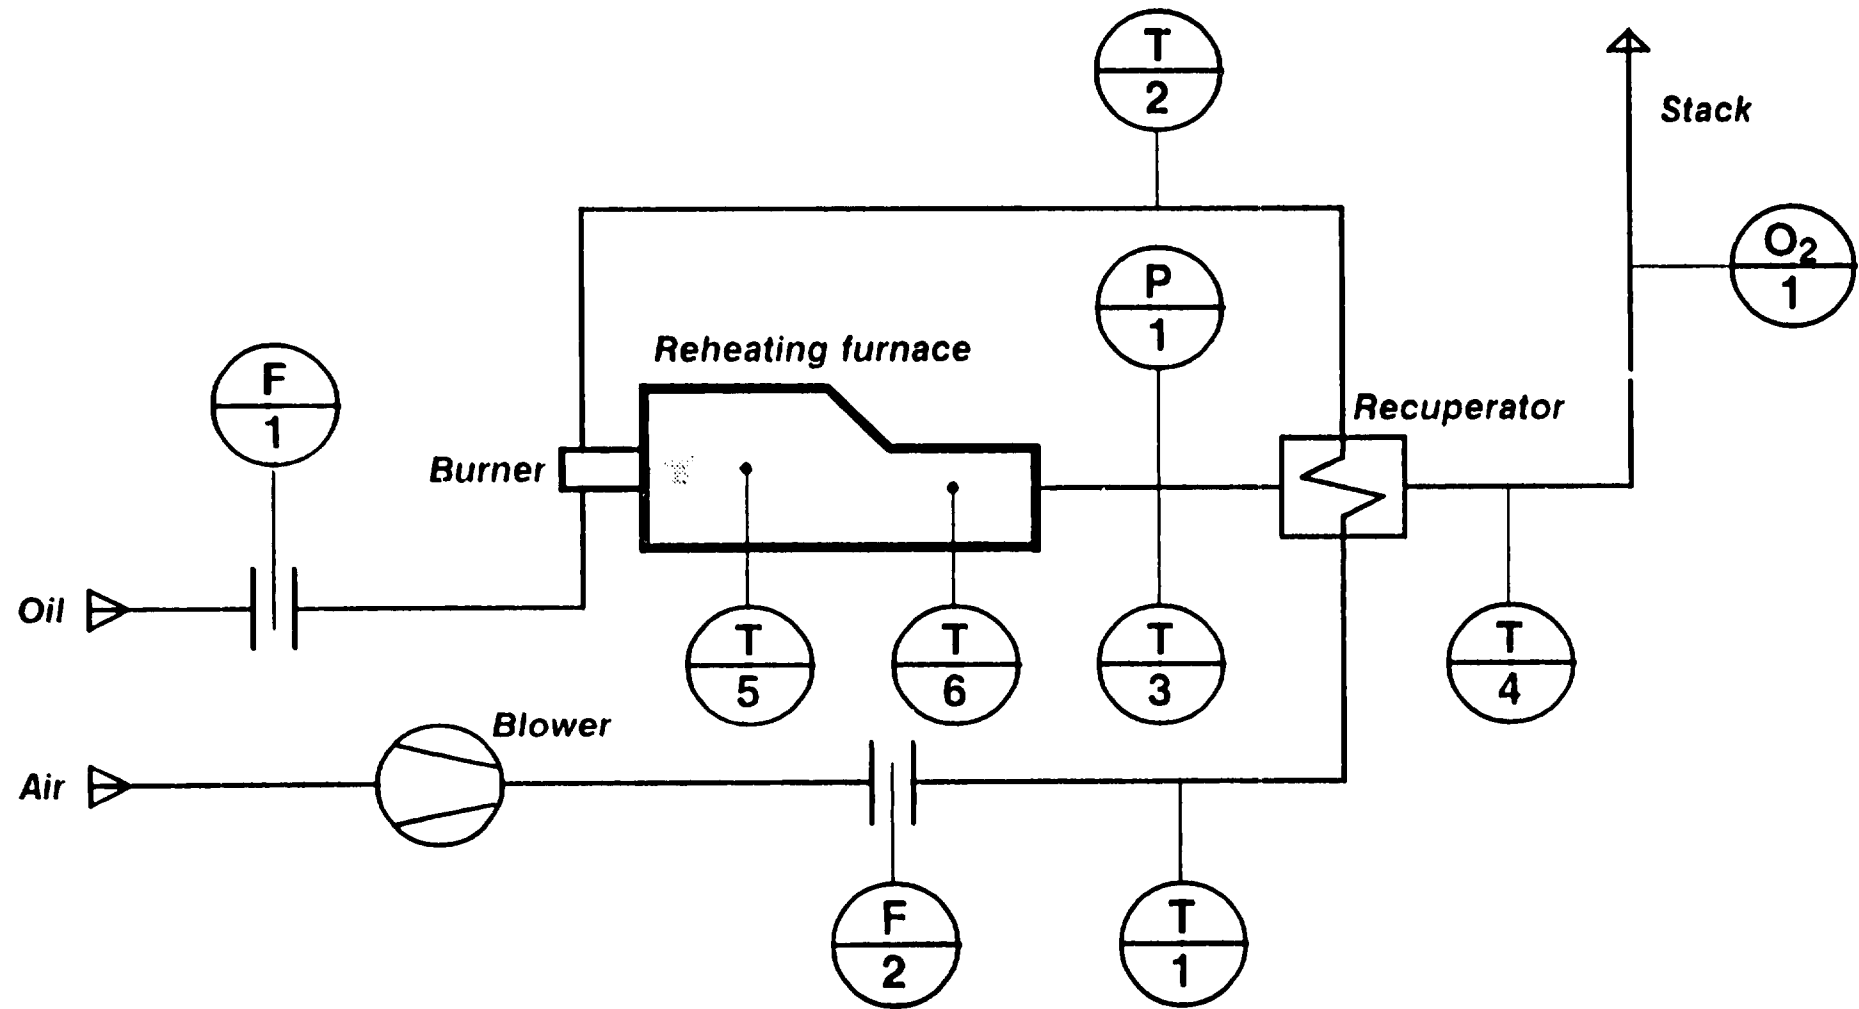 T
2
Stack
O₂
1
P
1
Reheating furnace
F
1
Recuperator
Burner
Oil
T
5
T
6
T
3
T
4
Blower
Air
F
2
T
1